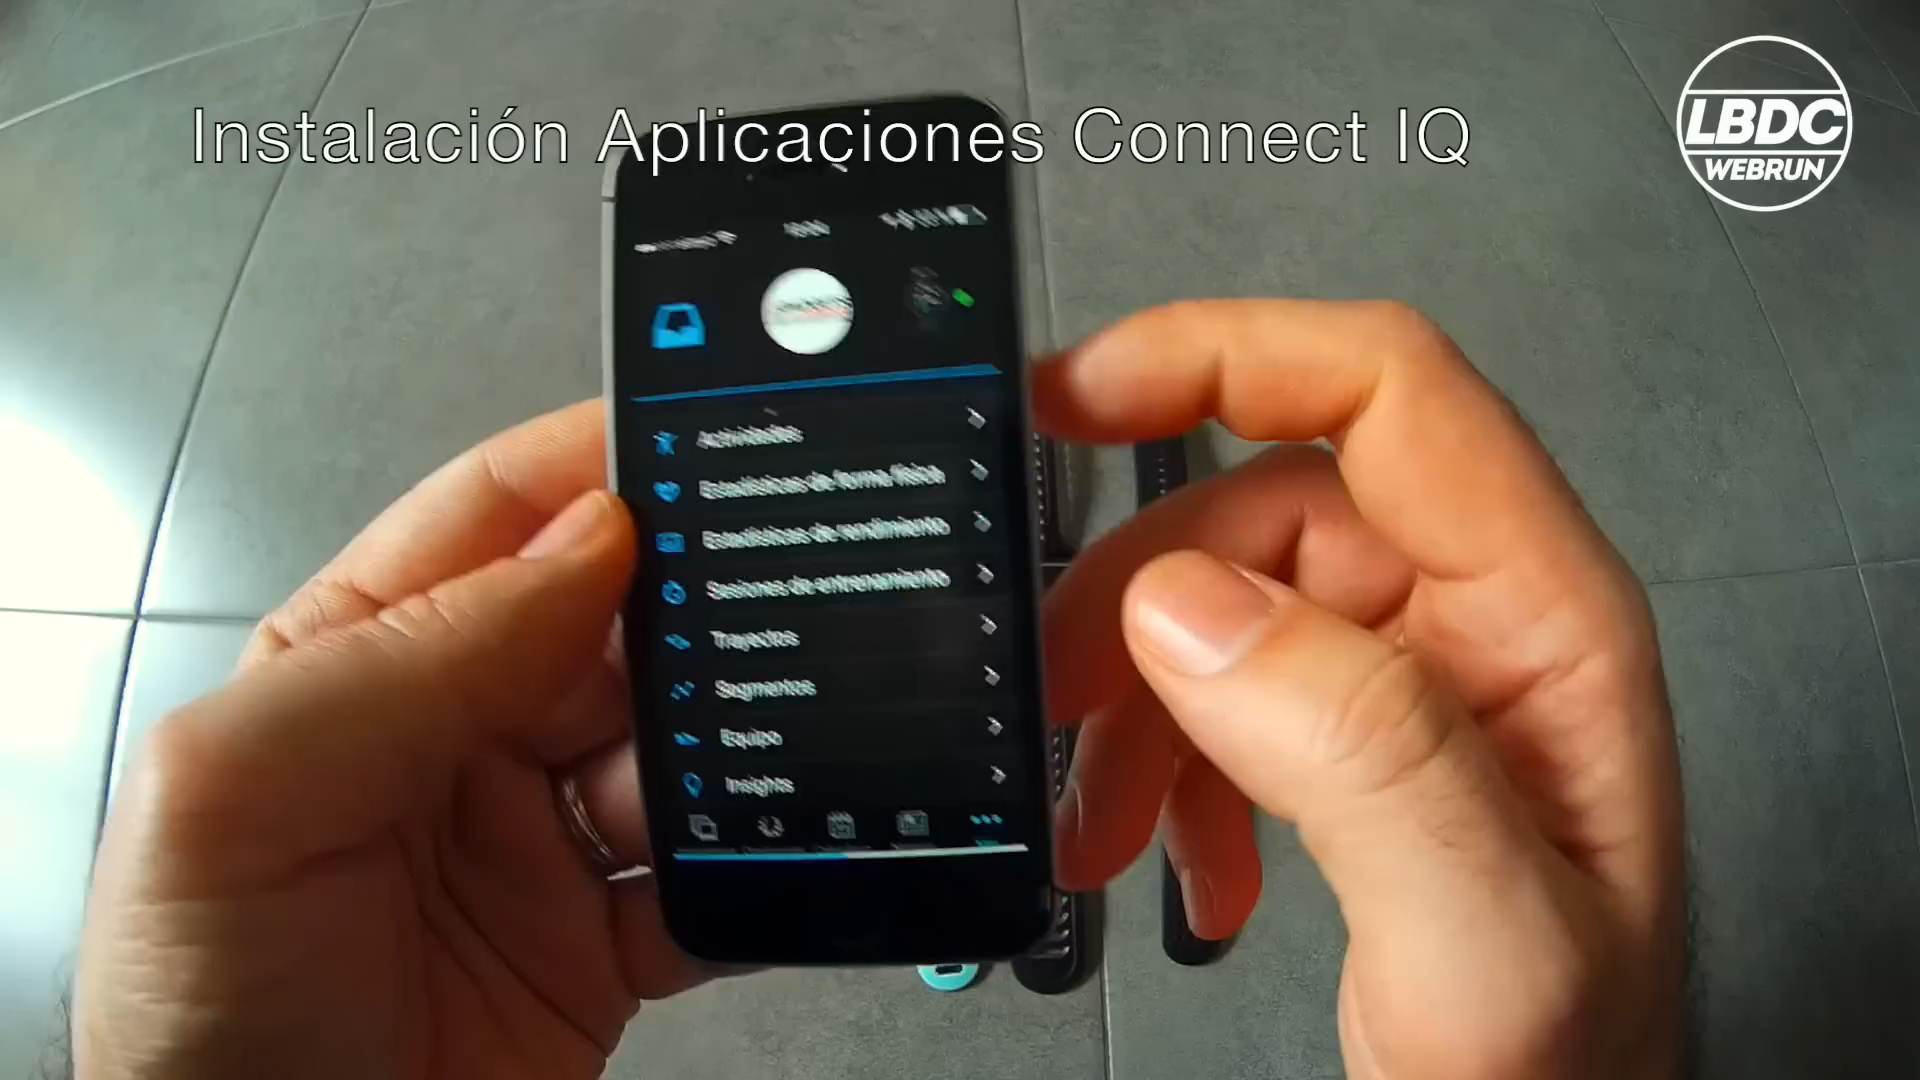 Instalación Aplicaciones Connect IQ
LBDC
WEBRUN
Actividades
Estadísticas de forma física
Estadísticas de rendimiento
Sesiones de entrenamiento
Trayectos
Segmentos
Equipo
Insights